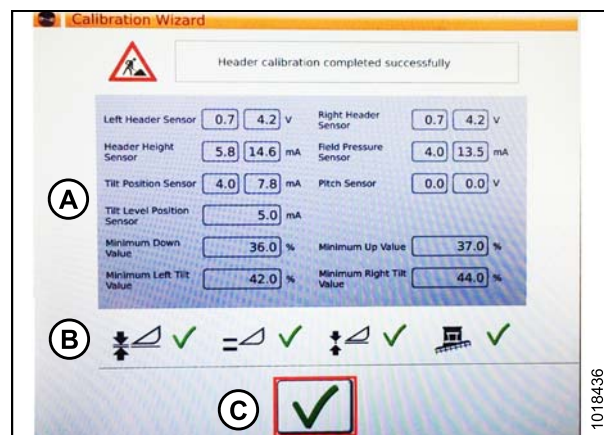 Calibration Wizard
Header calibration completed successfully
Left Header Sensor 0.7 4.2 V Right Header Sensor 0.7 4.2 V
Header Height Sensor 5.8 14.6 mA Field Pressure Sensor 4.0 13.5 mA
Tilt Position Sensor 4.0 7.8 mA Pitch Sensor 0.0 0.0 V
Tilt Level Position Sensor 5.0 mA
Minimum Down Value 36.0 % Minimum Up Value 37.0 %
Minimum Left Tilt Value 42.0 % Minimum Right Tilt Value 44.0 %
A
B
C
1018436